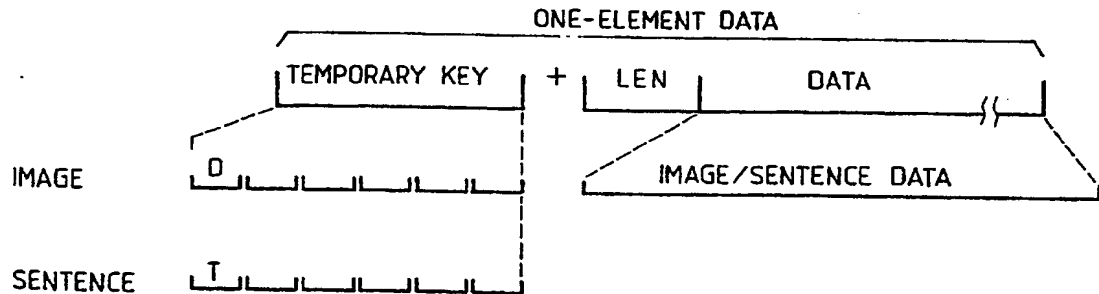 ONE-ELEMENT DATA
TEMPORARY KEY + LEN DATA
IMAGE D IMAGE/SENTENCE DATA
SENTENCE T